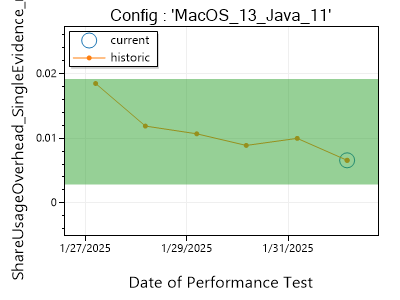 Config : 'MacOS_13_Java_11'
ShareUsageOverhead_SingleEvidence_
current
historic
0.02
0.01
0
1/27/2025
1/29/2025
1/31/2025
Date of Performance Test